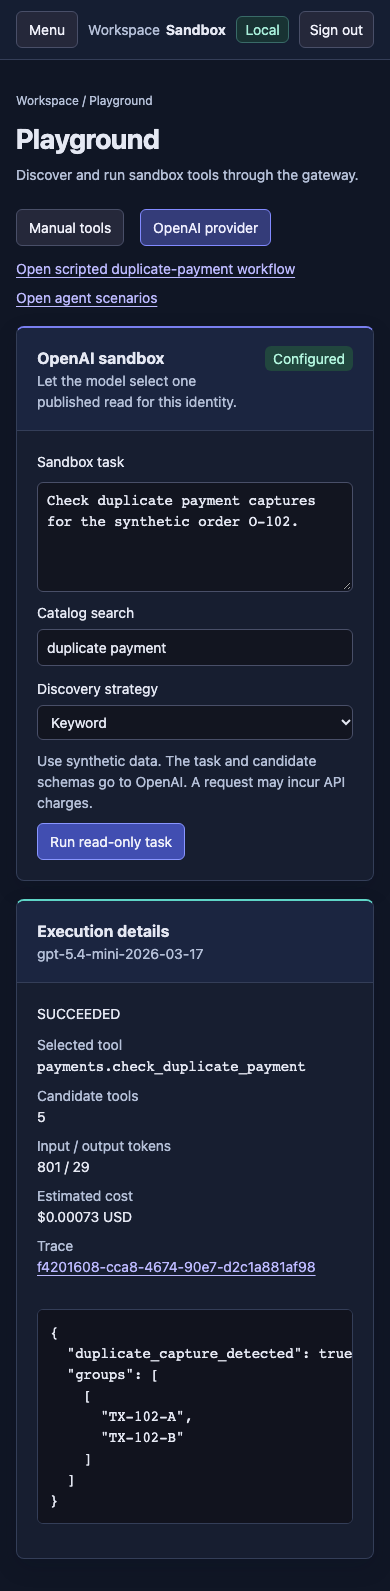 Menu Workspace Sandbox Local Sign out
Workspace / Playground
Playground
Discover and run sandbox tools through the gateway.
Manual tools OpenAI provider
Open scripted duplicate-payment workflow
Open agent scenarios
OpenAI sandbox Configured
Let the model select one
published read for this identity.
Sandbox task
Check duplicate payment captures
for the synthetic order O-102.
Catalog search
duplicate payment
Discovery strategy
Keyword
Use synthetic data. The task and candidate
schemas go to OpenAI. A request may incur API
charges.
Run read-only task
Execution details
gpt-5.4-mini-2026-03-17
SUCCEEDED
Selected tool
payments.check_duplicate_payment
Candidate tools
5
Input / output tokens
801 / 29
Estimated cost
$0.00073 USD
Trace
f4201608-cca8-4674-90e7-d2c1a881af98
{
  "duplicate_capture_detected": true
  "groups": [
    [
      "TX-102-A",
      "TX-102-B"
    ]
  ]
}